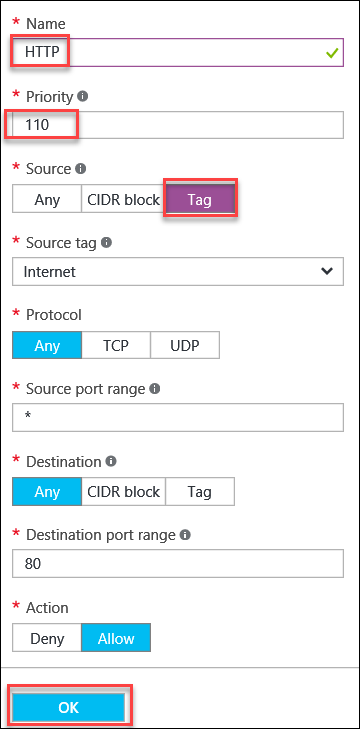 * Name
HTTP
* Priority
110
* Source
Any CIDR block Tag
* Source tag
Internet
* Protocol
Any TCP UDP
* Source port range
*
* Destination
Any CIDR block Tag
* Destination port range
80
* Action
Deny Allow
OK